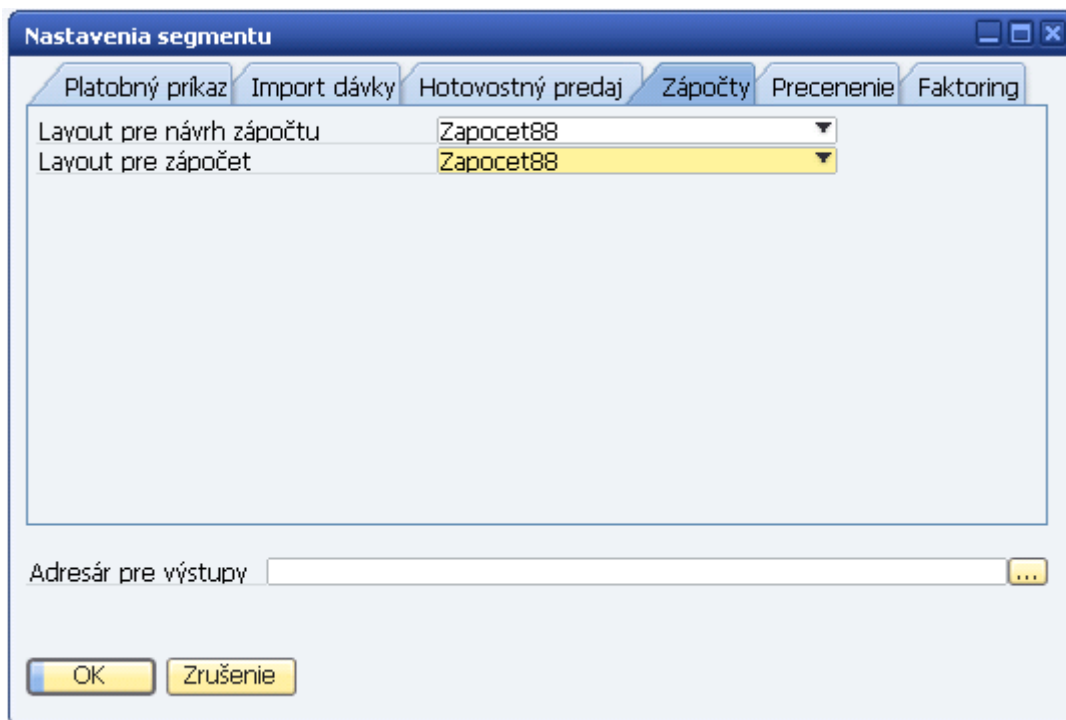 Nastavenia segmentu
Platobný príkaz Import dávky Hotovostný predaj Zápočty Precenenie Faktoring
Layout pre návrh zápočtu Zapocet88
Layout pre zápočet Zapocet88
Adresár pre výstupy ...
OK Zrušenie